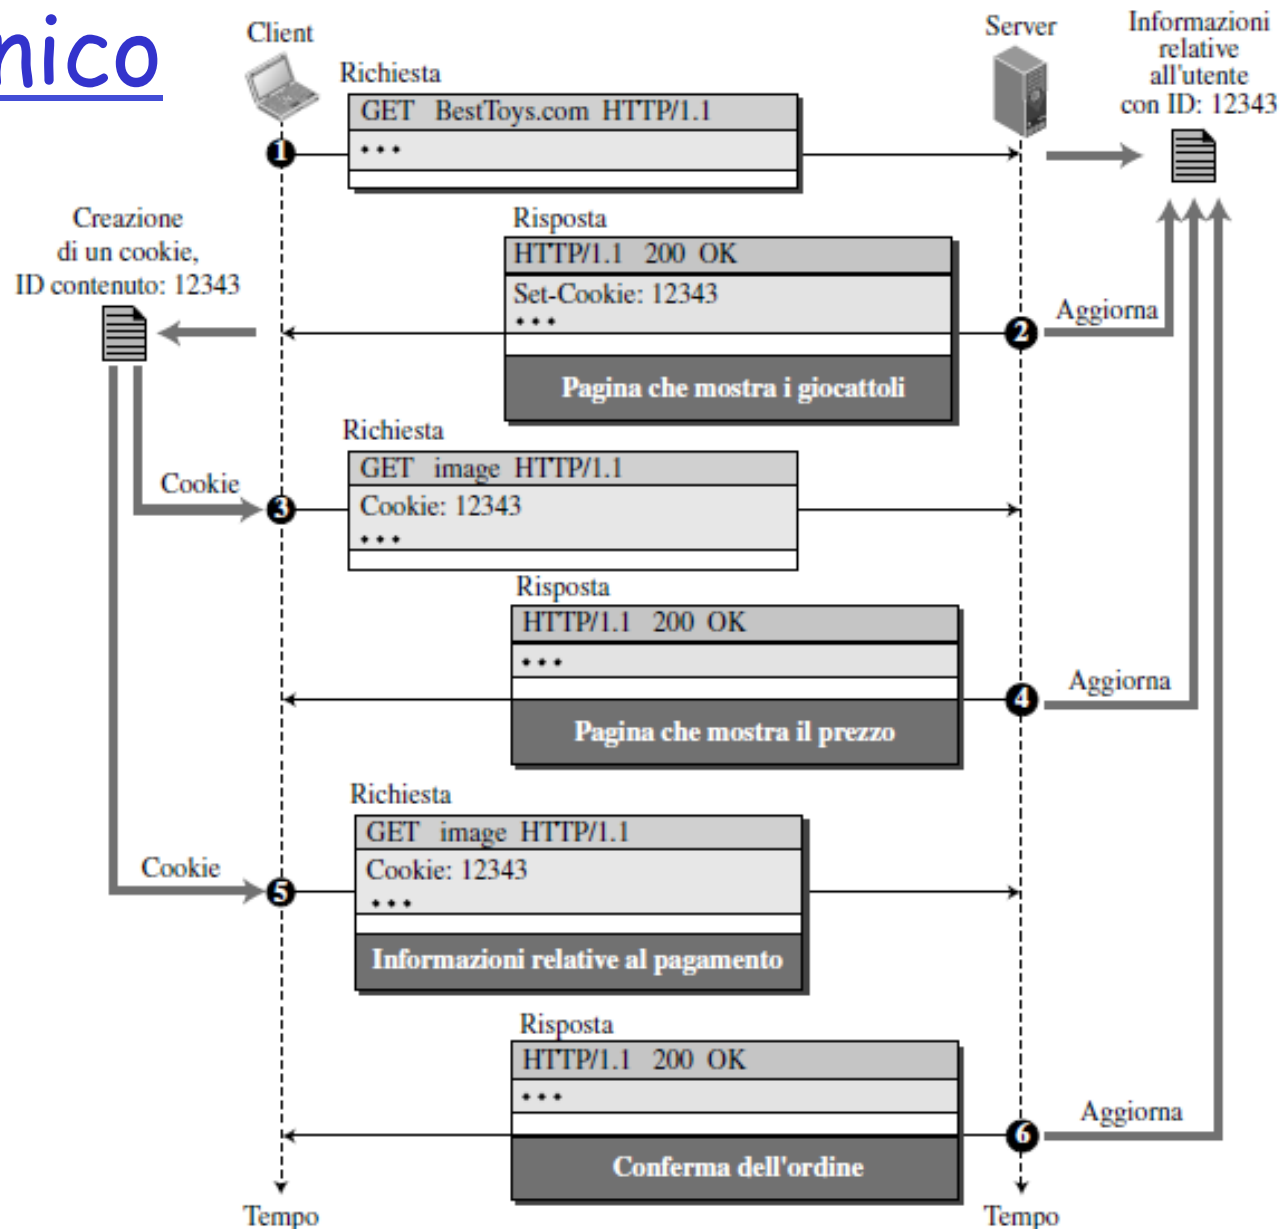 nico
Client
Server
Informazioni
relative
all'utente
con ID: 12343
Richiesta
GET BestToys.com HTTP/1.1
• • •
1
Creazione
di un cookie,
ID contenuto: 12343
Risposta
HTTP/1.1 200 OK
Set-Cookie: 12343
• • •
2
Aggiorna
Pagina che mostra i giocattoli
Richiesta
GET image HTTP/1.1
Cookie
3
Cookie: 12343
• • •
Risposta
HTTP/1.1 200 OK
• • •
4
Aggiorna
Pagina che mostra il prezzo
Richiesta
GET image HTTP/1.1
Cookie
5
Cookie: 12343
• • •
Informazioni relative al pagamento
Risposta
HTTP/1.1 200 OK
• • •
6
Aggiorna
Conferma dell'ordine
Tempo
Tempo